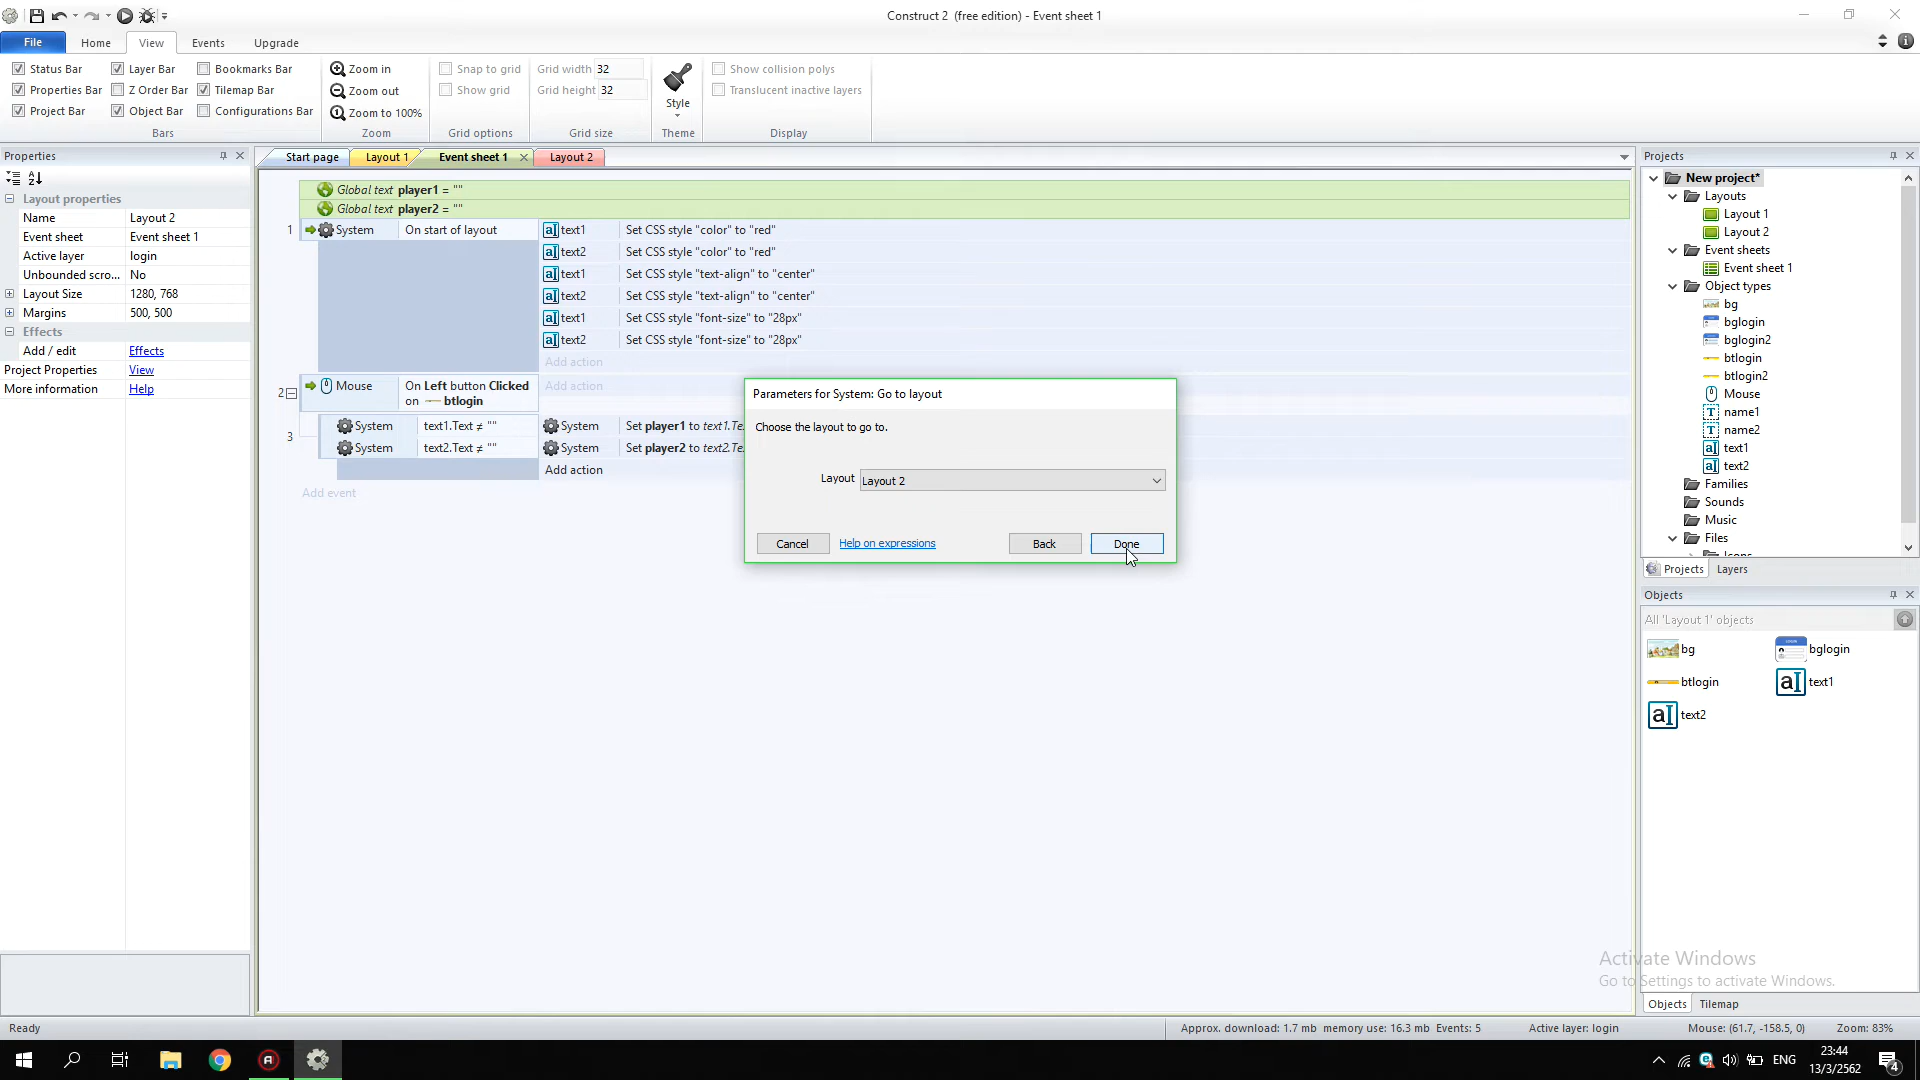 Construct 2 (free edition) - Event sheet 1
File Home View Events Upgrade
Status Bar Layer Bar Bookmarks Bar Zoom in Snap to grid Grid width 32 Show collision polys
Properties Bar Z Order Bar Tilemap Bar Zoom out Show grid Grid height 32 Translucent inactive layers
Project Bar Object Bar Configurations Bar Zoom to 100% Style
Bars Zoom Grid options Grid size Theme Display
Properties
Layout properties
Name Layout 2
Event sheet Event sheet 1
Active layer login
Unbounded scro... No
Layout Size 1280, 768
Margins 500, 500
Effects
Add / edit Effects
Project Properties View
More information Help
Start page Layout 1 Event sheet 1 Layout 2
Global text player1 = ""
Global text player2 = ""
1 System On start of layout
text1 Set CSS style "color" to "red"
text2 Set CSS style "color" to "red"
text1 Set CSS style "text-align" to "center"
text2 Set CSS style "text-align" to "center"
text1 Set CSS style "font-size" to "28px"
text2 Set CSS style "font-size" to "28px"
Add action
2 Mouse On Left button Clicked on btlogin Add action
3 System text1.Text ≠ "" System Set player1 to text1.Te
System text2.Text ≠ "" System Set player2 to text2.Te
Add action
Add event
Parameters for System: Go to layout
Choose the layout to go to.
Layout Layout 2
Cancel Help on expressions Back Done
Projects
New project*
Layouts
Layout 1
Layout 2
Event sheets
Event sheet 1
Object types
bg
bglogin
bglogin2
btlogin
btlogin2
Mouse
name1
name2
text1
text2
Families
Sounds
Music
Files
Icons
Projects Layers
Objects
All 'Layout 1' objects
bg bglogin
btlogin text1
text2
Activate Windows
Go to Settings to activate Windows.
Objects Tilemap
Ready Approx. download: 1.7 mb memory use: 16.3 mb Events: 5 Active layer: login Mouse: (61.7, -158.5, 0) Zoom: 83%
ENG 23:44
13/3/2562
4